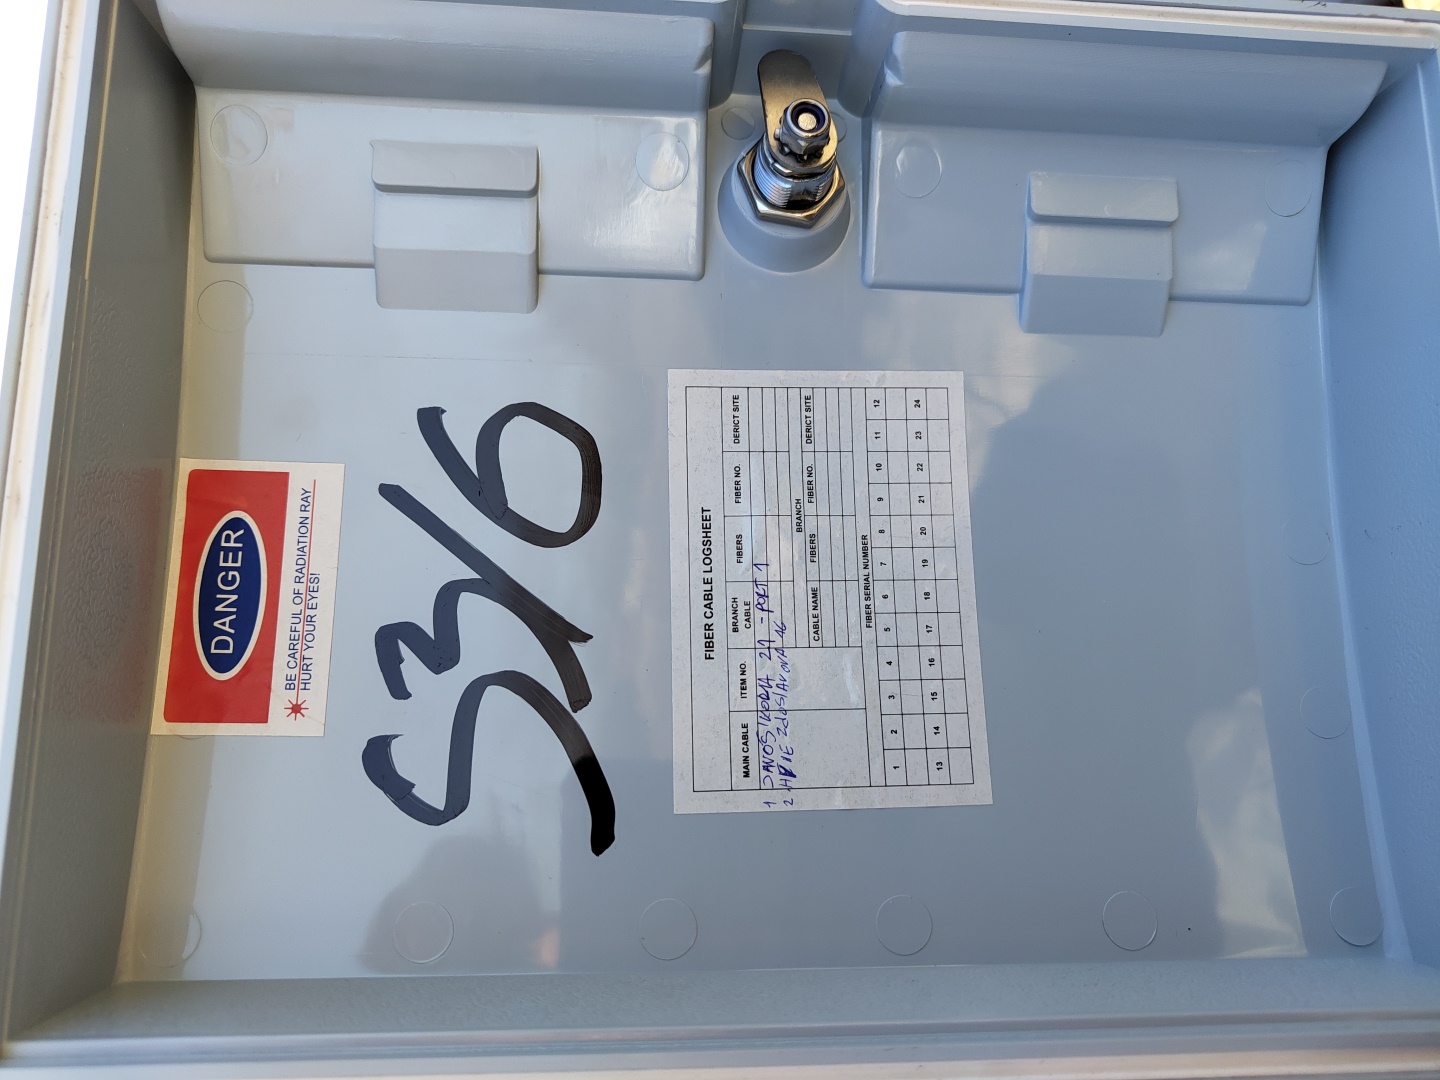 DANGER
BE CAREFUL OF RADIATION RAY
HURT YOUR EYES!
S3/6
FIBER CABLE LOGSHEET
MAIN CABLE ITEM NO. BRANCH CABLE FIBERS FIBER NO. DERICT SITE
1 21 - PORT 1
2
BRANCH
CABLE NAME FIBERS FIBER NO. DERICT SITE
FIBER SERIAL NUMBER
1 2 3 4 5 6 7 8 9 10 11 12
13 14 15 16 17 18 19 20 21 22 23 24